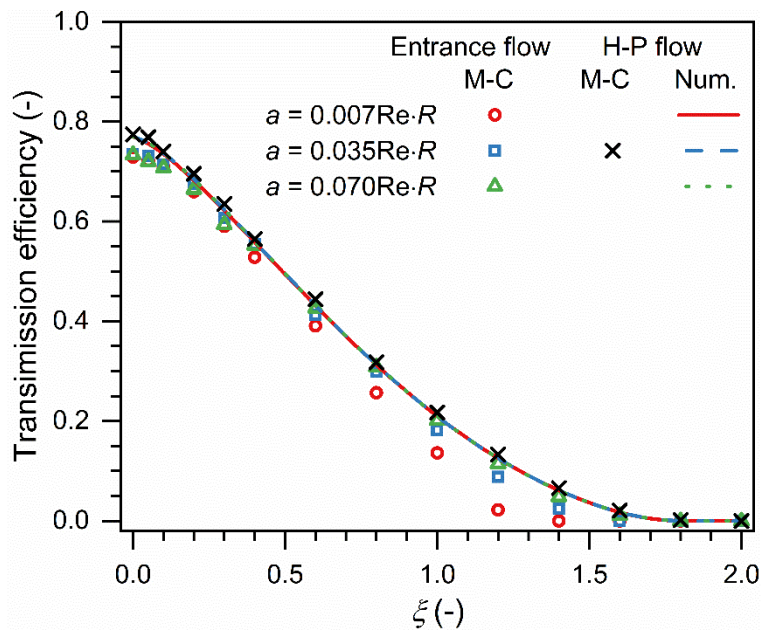 Entrance flow H-P flow
M-C M-C Num.
a = 0.007Re·R
a = 0.035Re·R
a = 0.070Re·R
Transimission efficiency (-)
1.0
0.8
0.6
0.4
0.2
0.0
0.0 0.5 1.0 1.5 2.0
ξ (-)